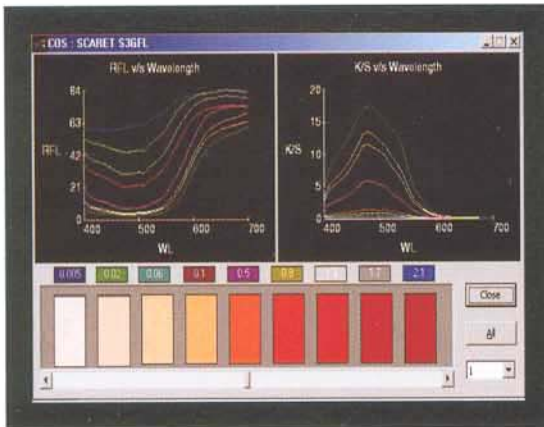 COS : SCARET S3GFL
RFL v/s Wavelength
84
63
RFL
42
21
0
400 500 600 700
WL
K/S v/s Wavelength
20
15
K/S
10
5
0
400 500 600 700
WL
0.005 0.02 0.06 0.1 0.5 0.8 2.1
Close
All
1